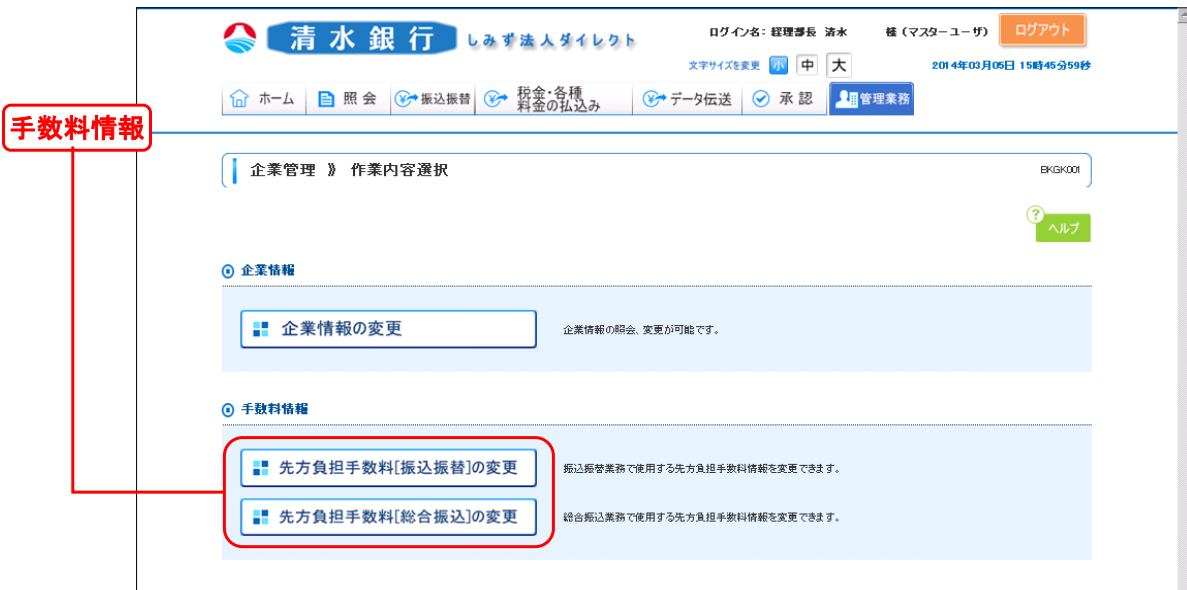 清水銀行 しみず法人ダイレクト
ログイン名：経理部長 清水 様（マスターユーザ）
ログアウト
文字サイズを変更 小 中 大
2014年03月05日 15時45分59秒
ホーム 照会 振込振替 税金・各種料金の払込み データ伝送 承認 管理業務
手数料情報
企業管理 》 作業内容選択
BKGK001
?
ヘルプ
企業情報
企業情報の変更
企業情報の照会、変更が可能です。
手数料情報
先方負担手数料[振込振替]の変更
振込振替業務で使用する先方負担手数料情報を変更できます。
先方負担手数料[総合振込]の変更
総合振込業務で使用する先方負担手数料情報を変更できます。